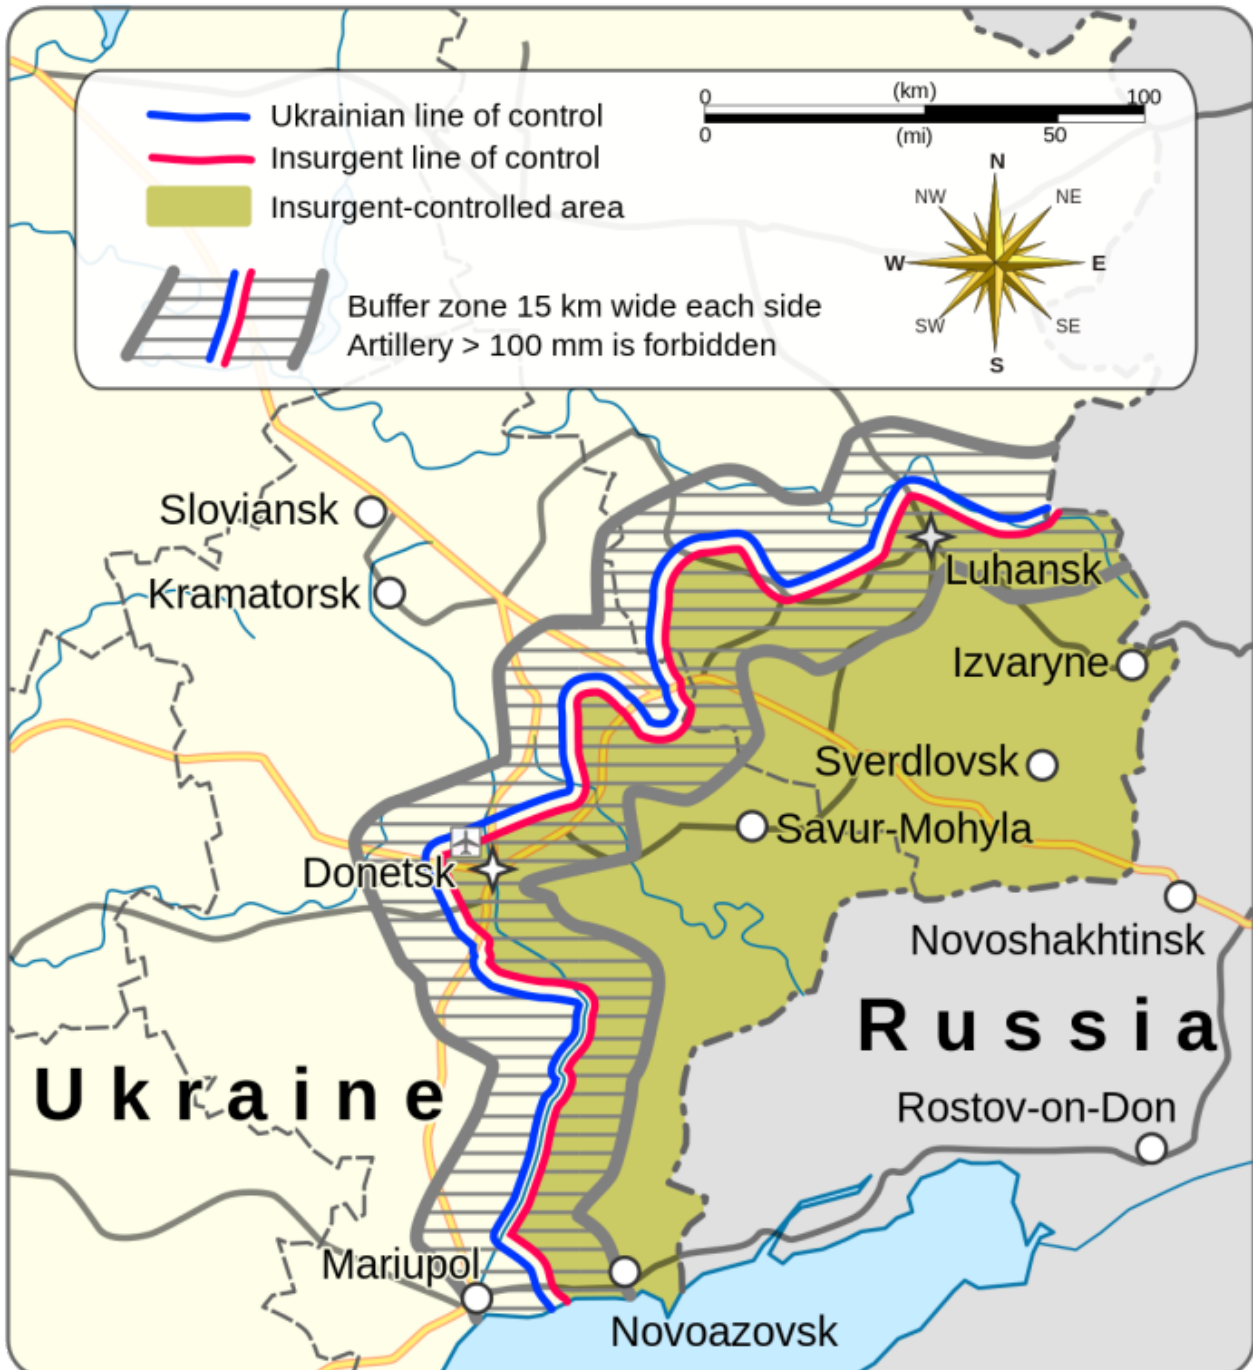 Ukrainian line of control
Insurgent line of control
Insurgent-controlled area
Buffer zone 15 km wide each side
Artillery > 100 mm is forbidden
0 (km) 100
0 (mi) 50
N
NW NE
W E
SW SE
S
Sloviansk
Kramatorsk
Luhansk
Izvaryne
Sverdlovsk
Savur-Mohyla
Donetsk
Novoshakhtinsk
Russia
Ukraine
Rostov-on-Don
Mariupol
Novoazovsk